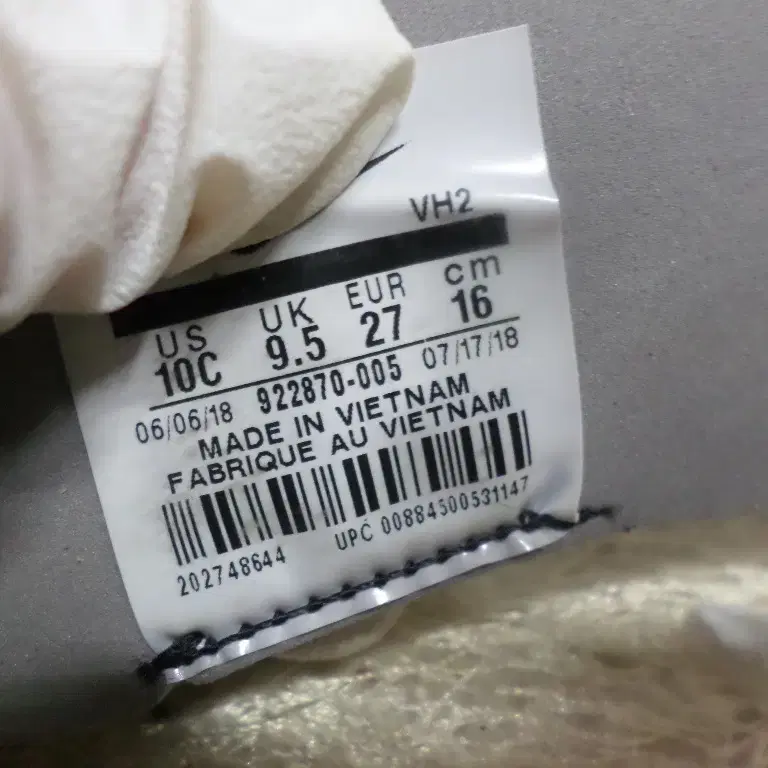 VH2
US UK EUR cm
10C 9.5 27 16
06/06/18 922870-005 07/17/18
MADE IN VIETNAM
FABRIQUE AU VIETNAM
202748644 UPC 00884500531147